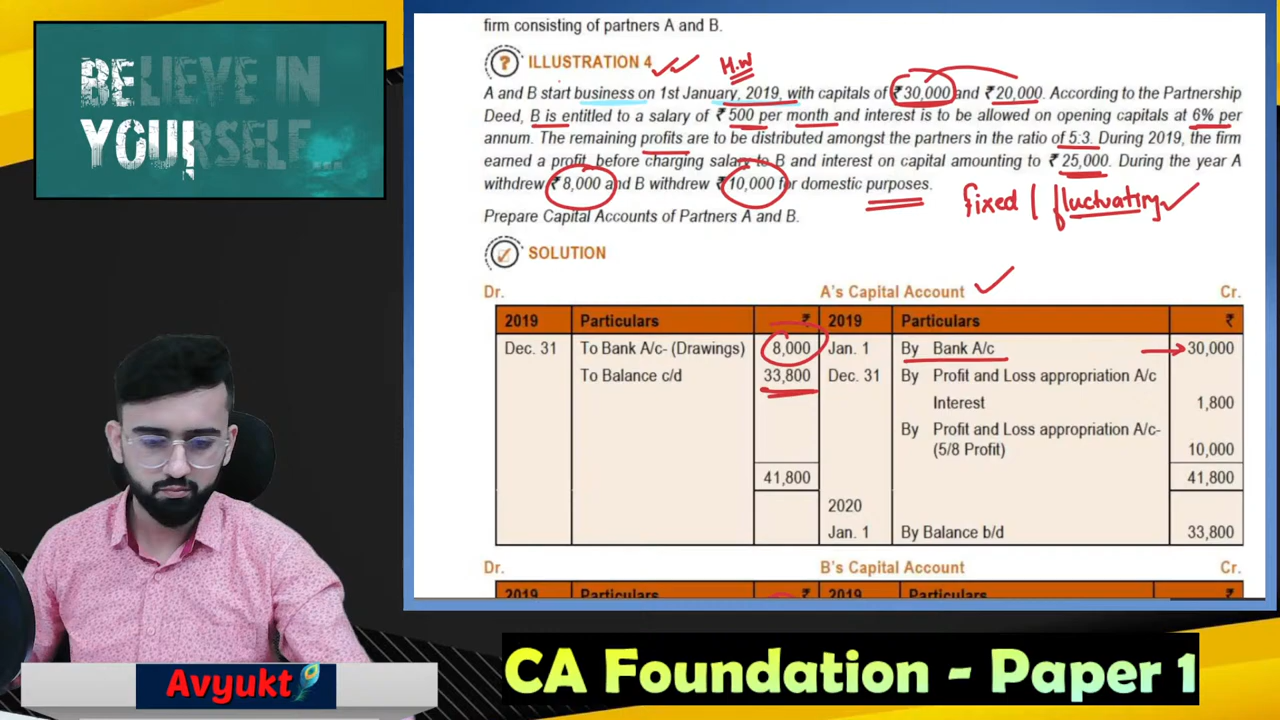 BELIEVE IN
YOURSELF...
firm consisting of partners A and B.
? ILLUSTRATION 4
H.W
A and B start business on 1st January, 2019, with capitals of ₹ 30,000 and ₹ 20,000. According to the Partnership
Deed, B is entitled to a salary of ₹ 500 per month and interest is to be allowed on opening capitals at 6% per
annum. The remaining profits are to be distributed amongst the partners in the ratio of 5:3. During 2019, the firm
earned a profit, before charging salary to B and interest on capital amounting to ₹ 25,000. During the year A
withdrew ₹ 8,000 and B withdrew ₹ 10,000 for domestic purposes.
fixed | fluctuating
Prepare Capital Accounts of Partners A and B.
SOLUTION
Dr. A's Capital Account Cr.
2019 Particulars ₹ 2019 Particulars ₹
Dec. 31 To Bank A/c- (Drawings) 8,000 Jan. 1 By Bank A/c 30,000
To Balance c/d 33,800 Dec. 31 By Profit and Loss appropriation A/c
Interest 1,800
By Profit and Loss appropriation A/c-
(5/8 Profit) 10,000
41,800 41,800
2020
Jan. 1 By Balance b/d 33,800
Dr. B's Capital Account Cr.
2019 Particulars ₹ 2019 Particulars ₹
Avyukt
CA Foundation - Paper 1